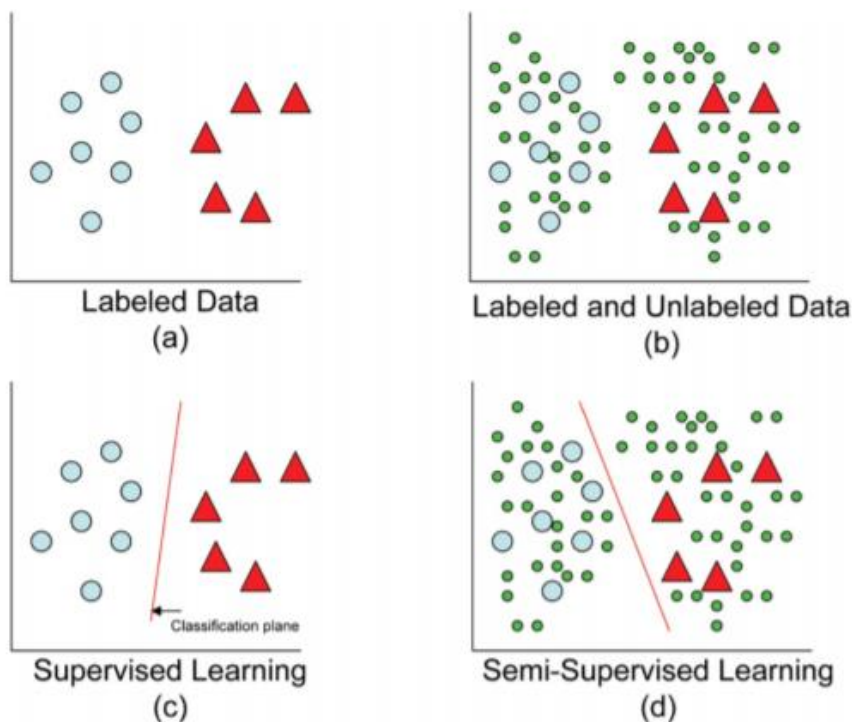 Labeled Data
(a)
Labeled and Unlabeled Data
(b)
Classification plane
Supervised Learning
(c)
Semi-Supervised Learning
(d)